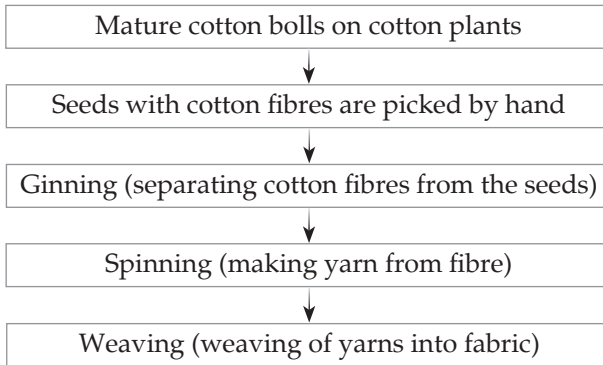 Mature cotton bolls on cotton plants
Seeds with cotton fibres are picked by hand
Ginning (separating cotton fibres from the seeds)
Spinning (making yarn from fibre)
Weaving (weaving of yarns into fabric)